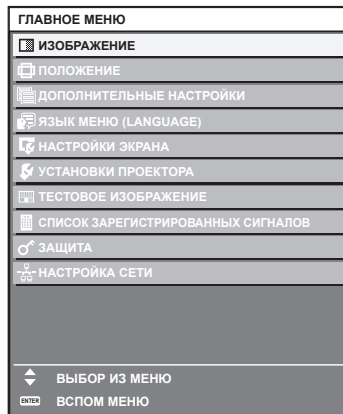 ГЛАВНОЕ МЕНЮ
ИЗОБРАЖЕНИЕ
ПОЛОЖЕНИЕ
ДОПОЛНИТЕЛЬНЫЕ НАСТРОЙКИ
ЯЗЫК МЕНЮ (LANGUAGE)
НАСТРОЙКИ ЭКРАНА
УСТАНОВКИ ПРОЕКТОРА
ТЕСТОВОЕ ИЗОБРАЖЕНИЕ
СПИСОК ЗАРЕГИСТРИРОВАННЫХ СИГНАЛОВ
ЗАЩИТА
НАСТРОЙКА СЕТИ
ВЫБОР ИЗ МЕНЮ
ENTER ВСПОМ МЕНЮ